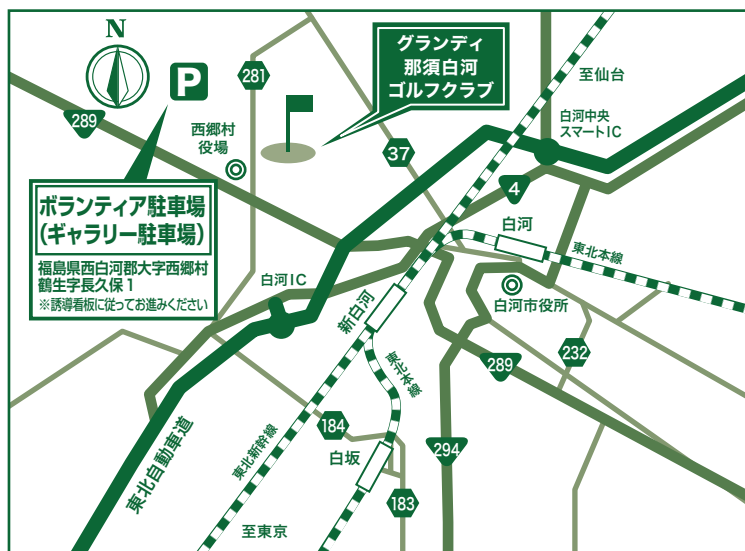 N
P
281
289
西郷村
役場
グランディ
那須白河
ゴルフクラブ
至仙台
白河中央
スマートIC
37
4
白河
東北本線
ボランティア駐車場
(ギャラリー駐車場)
福島県西白河郡大字西郷村
鶴生字長久保1
※誘導看板に従ってお進みください
白河IC
新白河
白河市役所
東北本線
289
232
184
白坂
294
183
東北自動車道
東北新幹線
至東京